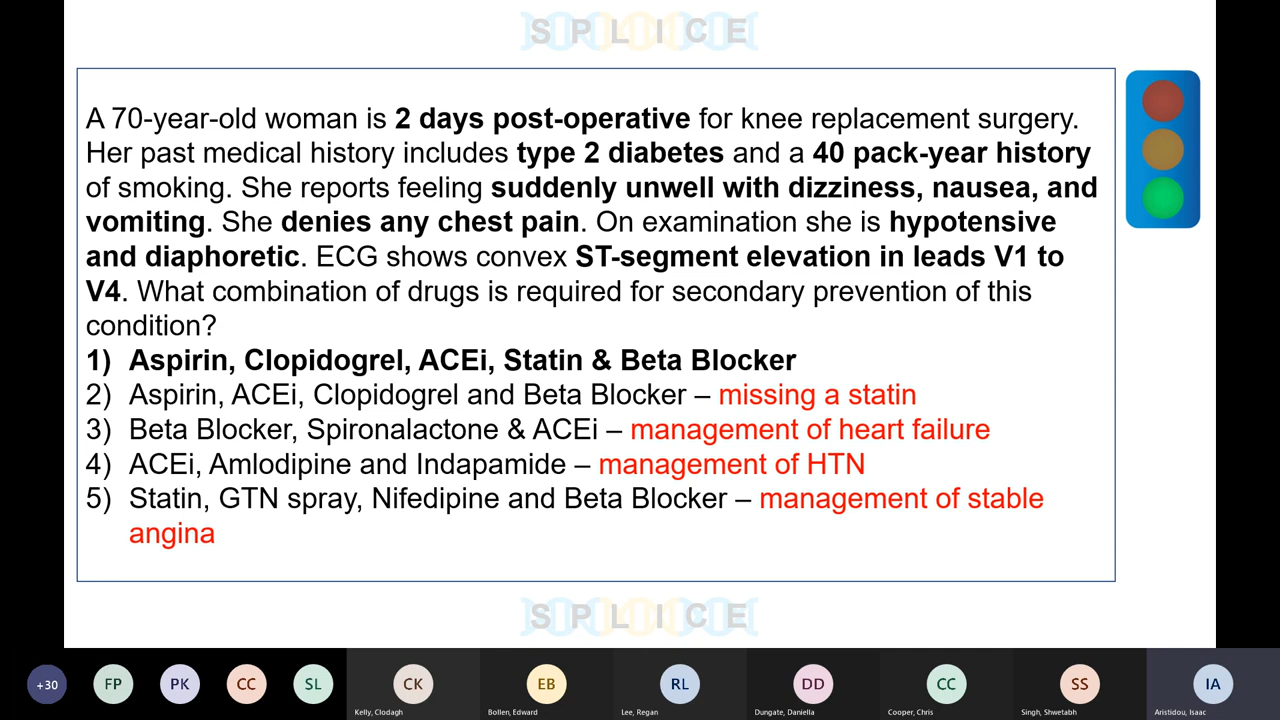 S P L I C E
A 70-year-old woman is 2 days post-operative for knee replacement surgery.
Her past medical history includes type 2 diabetes and a 40 pack-year history
of smoking. She reports feeling suddenly unwell with dizziness, nausea, and
vomiting. She denies any chest pain. On examination she is hypotensive
and diaphoretic. ECG shows convex ST-segment elevation in leads V1 to
V4. What combination of drugs is required for secondary prevention of this
condition?
1) Aspirin, Clopidogrel, ACEi, Statin & Beta Blocker
2) Aspirin, ACEi, Clopidogrel and Beta Blocker – missing a statin
3) Beta Blocker, Spironalactone & ACEi – management of heart failure
4) ACEi, Amlodipine and Indapamide – management of HTN
5) Statin, GTN spray, Nifedipine and Beta Blocker – management of stable
angina
S P L I C E
+30 FP PK CC SL CK EB RL DD CC SS IA
Kelly, Clodagh Bollen, Edward Lee, Regan Dungate, Daniella Cooper, Chris Singh, Shwetabh Aristidou, Isaac